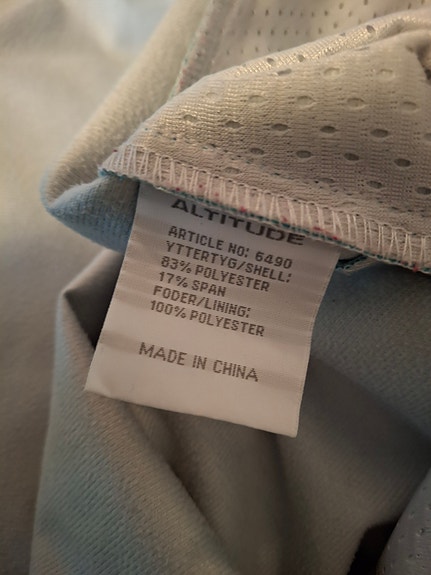 ALTITUDE
ARTICLE NO: 6490
YTTERTYG/SHELL:
83% POLYESTER
17% SPAN
FODER/LINING:
100% POLYESTER
MADE IN CHINA